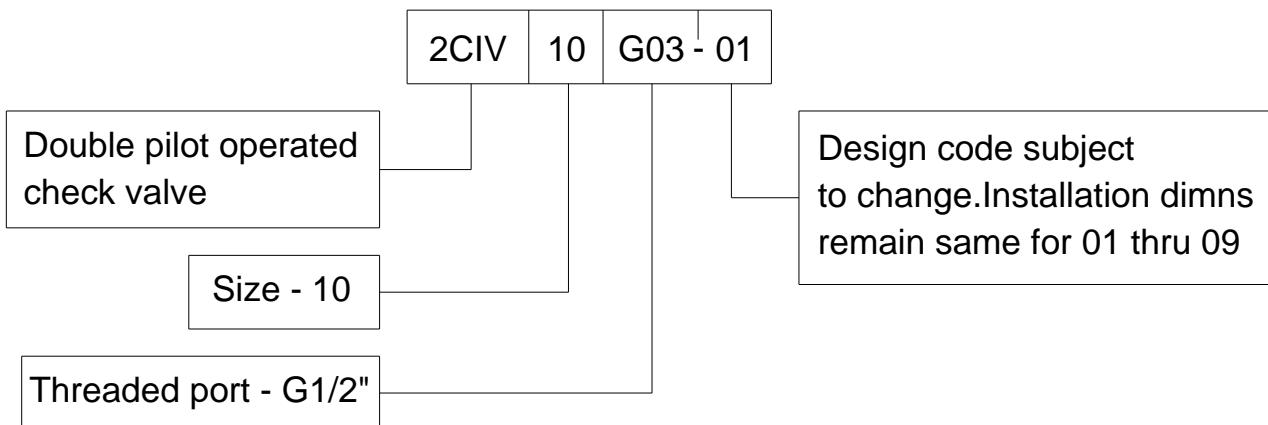 2CIV 10 G03 - 01
Double pilot operated
check valve
Design code subject
to change.Installation dimns
remain same for 01 thru 09
Size - 10
Threaded port - G1/2"